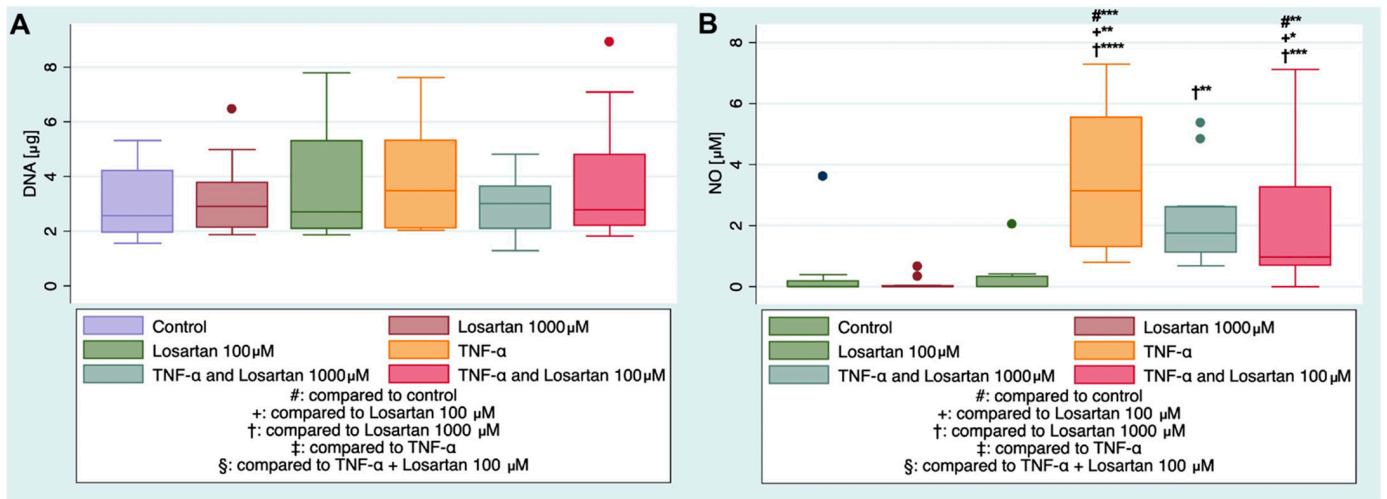 A
DNA [µg]
8
6
4
2
0
Control
Losartan 1000µM
Losartan 100µM
TNF-α
TNF-α and Losartan 1000µM
TNF-α and Losartan 100µM
#: compared to control
+: compared to Losartan 100 µM
†: compared to Losartan 1000 µM
‡: compared to TNF-α
§: compared to TNF-α + Losartan 100 µM
B
NO [µM]
8
6
4
2
0
#***
+**
†****
†**
#**
+*
†***
Control
Losartan 1000µM
Losartan 100µM
TNF-α
TNF-α and Losartan 1000µM
TNF-α and Losartan 100µM
#: compared to control
+: compared to Losartan 100 µM
†: compared to Losartan 1000 µM
‡: compared to TNF-α
§: compared to TNF-α + Losartan 100 µM